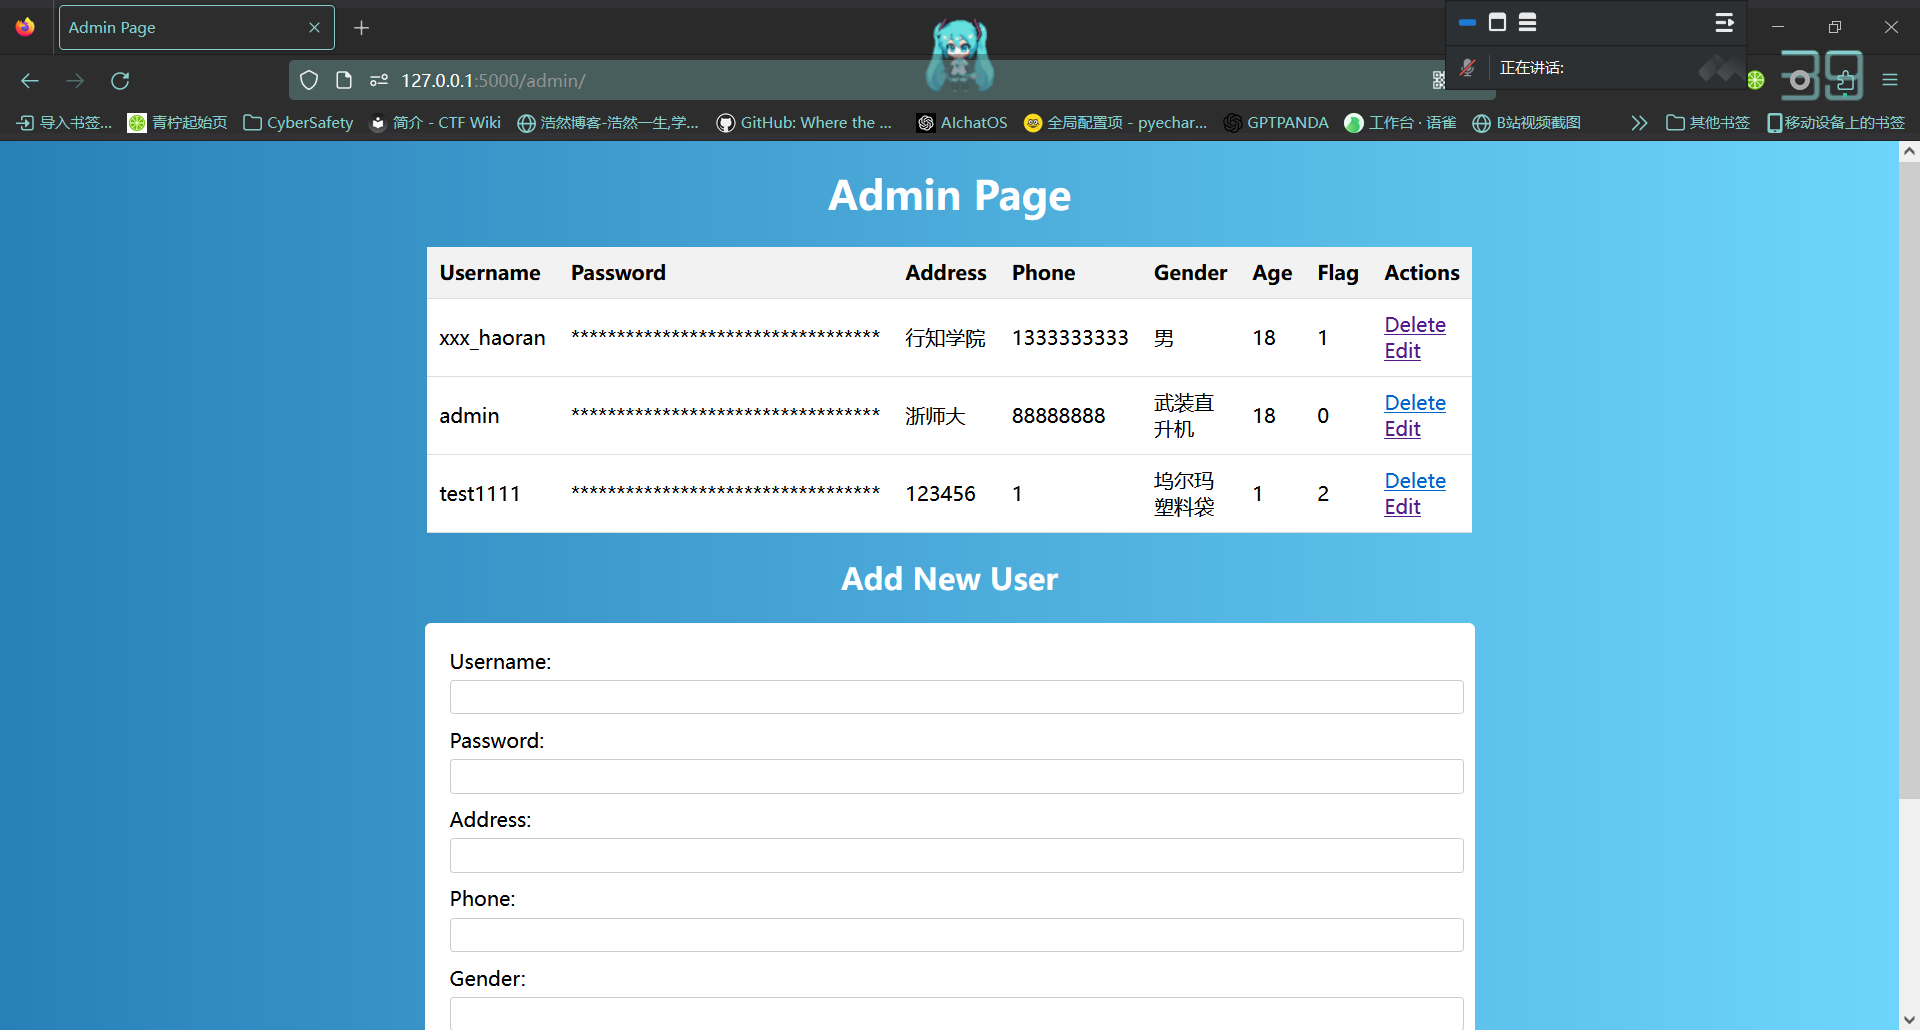 Admin Page
正在讲话:
127.0.0.1:5000/admin/
39
导入书签...
青柠起始页
CyberSafety
简介 - CTF Wiki
浩然博客-浩然一生,学...
GitHub: Where the ...
AIchatOS
全局配置项 - pyechar...
GPTPANDA
工作台 · 语雀
B站视频截图
其他书签
移动设备上的书签
Admin Page
Username Password Address Phone Gender Age Flag Actions
xxx_haoran ********************************** 行知学院 1333333333 男 18 1 Delete
Edit
admin ********************************** 浙师大 88888888 武装直升机 18 0 Delete
Edit
test1111 ********************************** 123456 1 坞尔玛塑料袋 1 2 Delete
Edit
Add New User
Username:
Password:
Address:
Phone:
Gender: